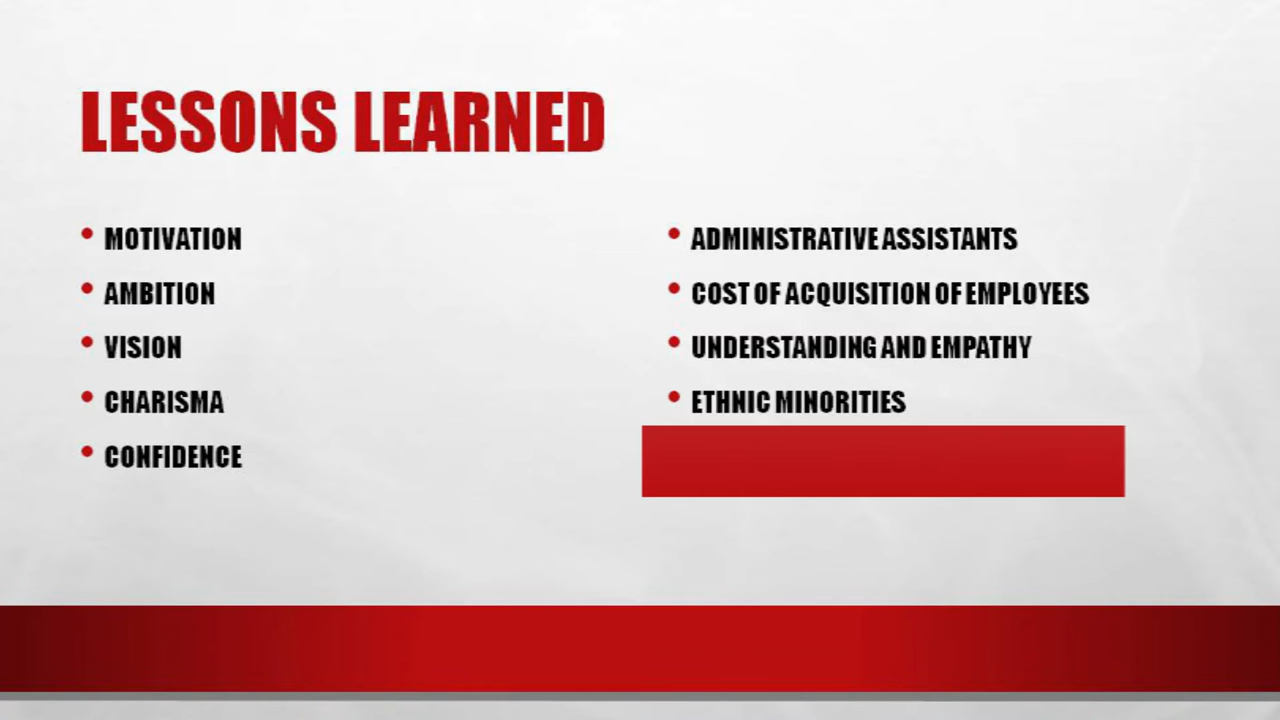 LESSONS LEARNED
• MOTIVATION
• AMBITION
• VISION
• CHARISMA
• CONFIDENCE
• ADMINISTRATIVE ASSISTANTS
• COST OF ACQUISITION OF EMPLOYEES
• UNDERSTANDING AND EMPATHY
• ETHNIC MINORITIES